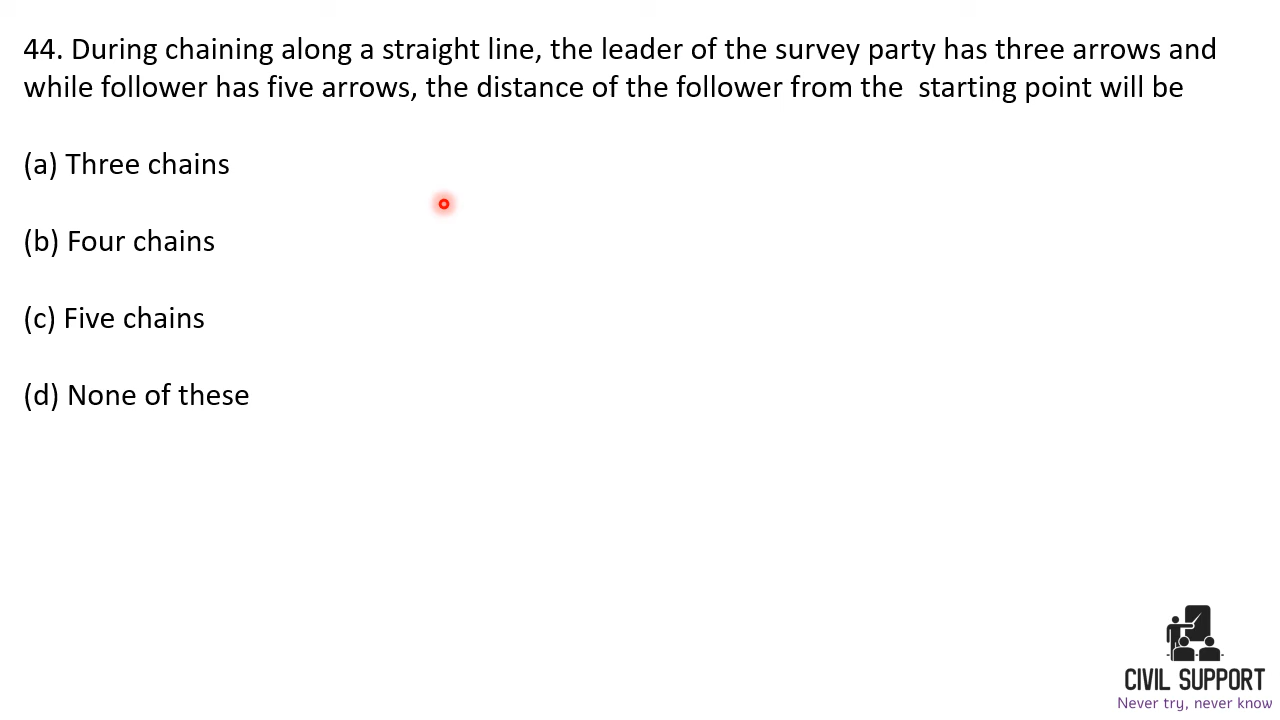 44. During chaining along a straight line, the leader of the survey party has three arrows and
while follower has five arrows, the distance of the follower from the  starting point will be
(a) Three chains
(b) Four chains
(c) Five chains
(d) None of these
CIVIL SUPPORT
Never try, never know